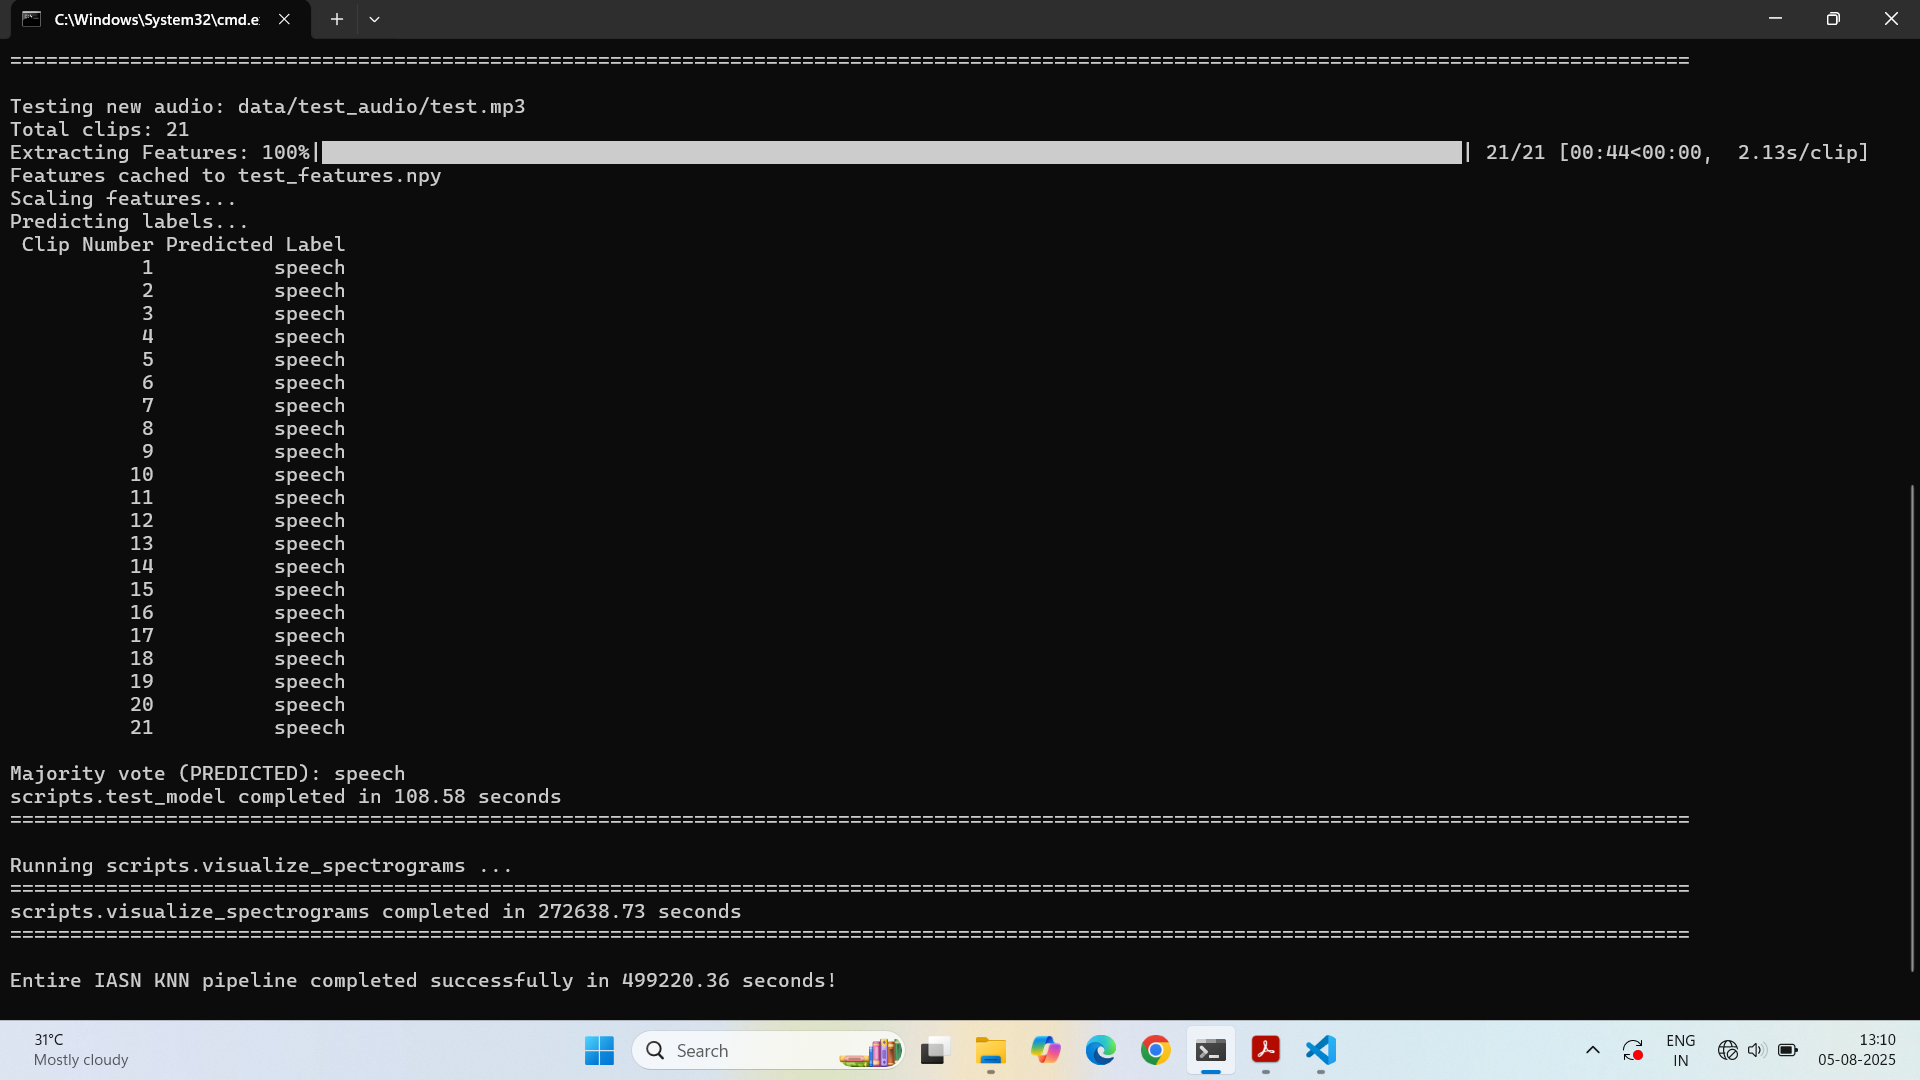 C:\Windows\System32\cmd.e
================================================================================================================================================
Testing new audio: data/test_audio/test.mp3
Total clips: 21
Extracting Features: 100%| | 21/21 [00:44<00:00,  2.13s/clip]
Features cached to test_features.npy
Scaling features...
Predicting labels...
Clip Number Predicted Label
1 speech
2 speech
3 speech
4 speech
5 speech
6 speech
7 speech
8 speech
9 speech
10 speech
11 speech
12 speech
13 speech
14 speech
15 speech
16 speech
17 speech
18 speech
19 speech
20 speech
21 speech
Majority vote (PREDICTED): speech
scripts.test_model completed in 108.58 seconds
================================================================================================================================================
Running scripts.visualize_spectrograms ...
================================================================================================================================================
scripts.visualize_spectrograms completed in 272638.73 seconds
================================================================================================================================================
Entire IASN KNN pipeline completed successfully in 499220.36 seconds!
31°C
Mostly cloudy
Search
ENG
IN
13:10
05-08-2025